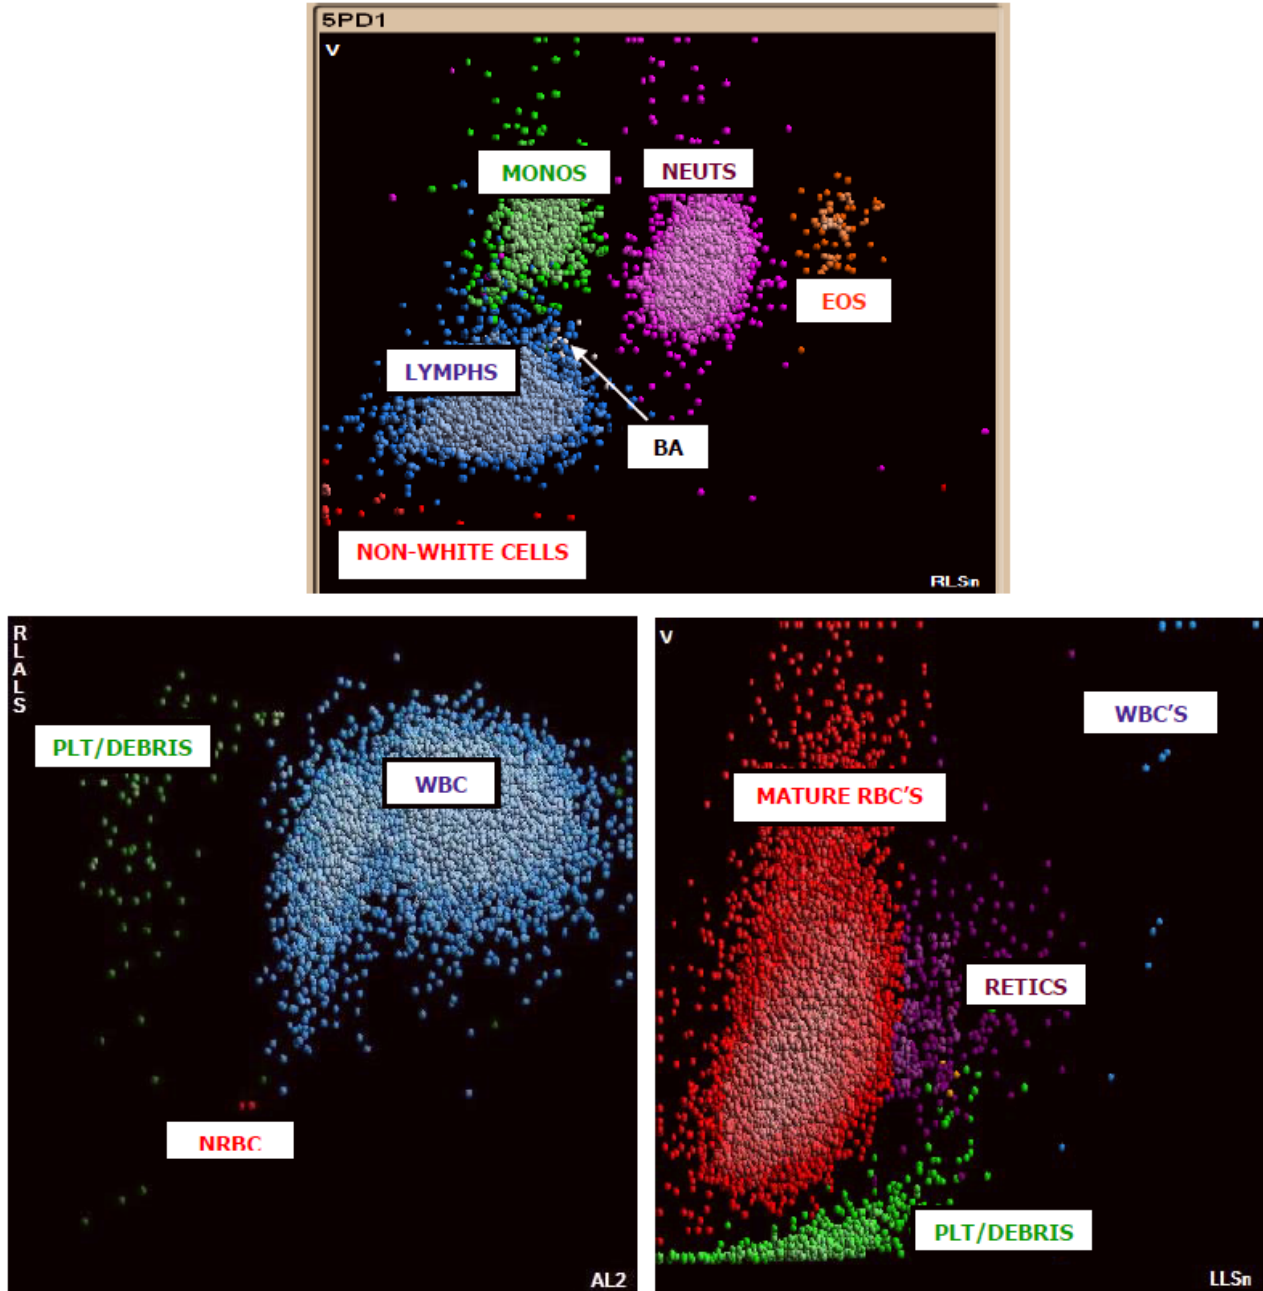 5PD1
V
MONOS
NEUTS
EOS
LYMPHS
BA
NON-WHITE CELLS
RLSn
RLALS
PLT/DEBRIS
WBC
NRBC
AL2
V
WBC'S
MATURE RBC'S
RETICS
PLT/DEBRIS
LLSn